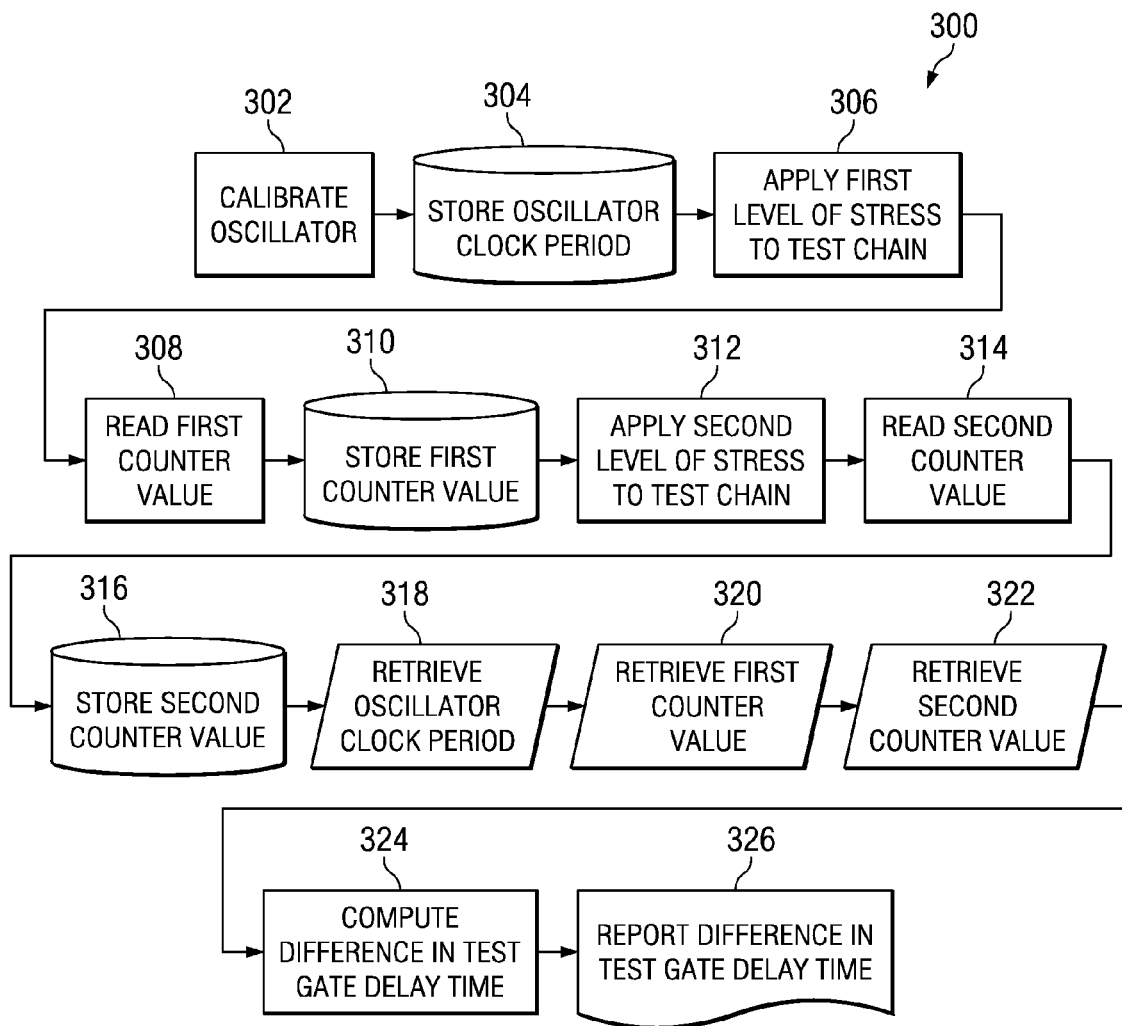 300
302
304
306
CALIBRATE
OSCILLATOR
STORE OSCILLATOR
CLOCK PERIOD
APPLY FIRST
LEVEL OF STRESS
TO TEST CHAIN
308
310
312
314
READ FIRST
COUNTER
VALUE
STORE FIRST
COUNTER VALUE
APPLY SECOND
LEVEL OF STRESS
TO TEST CHAIN
READ SECOND
COUNTER
VALUE
316
318
320
322
STORE SECOND
COUNTER VALUE
RETRIEVE
OSCILLATOR
CLOCK PERIOD
RETRIEVE FIRST
COUNTER
VALUE
RETRIEVE
SECOND
COUNTER VALUE
324
326
COMPUTE
DIFFERENCE IN TEST
GATE DELAY TIME
REPORT DIFFERENCE IN
TEST GATE DELAY TIME